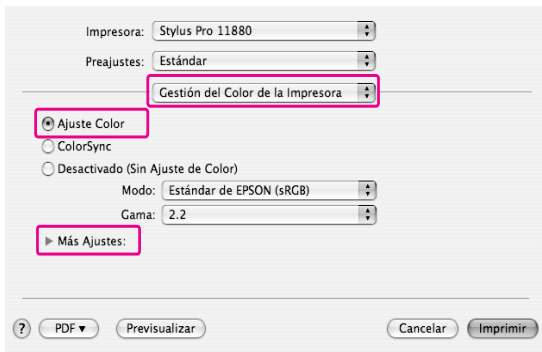 Impresora: Stylus Pro 11880
Preajustes: Estándar
Gestión del Color de la Impresora
Ajuste Color
ColorSync
Desactivado (Sin Ajuste de Color)
Modo: Estándar de EPSON (sRGB)
Gama: 2.2
Más Ajustes:
? PDF Previsualizar Cancelar Imprimir